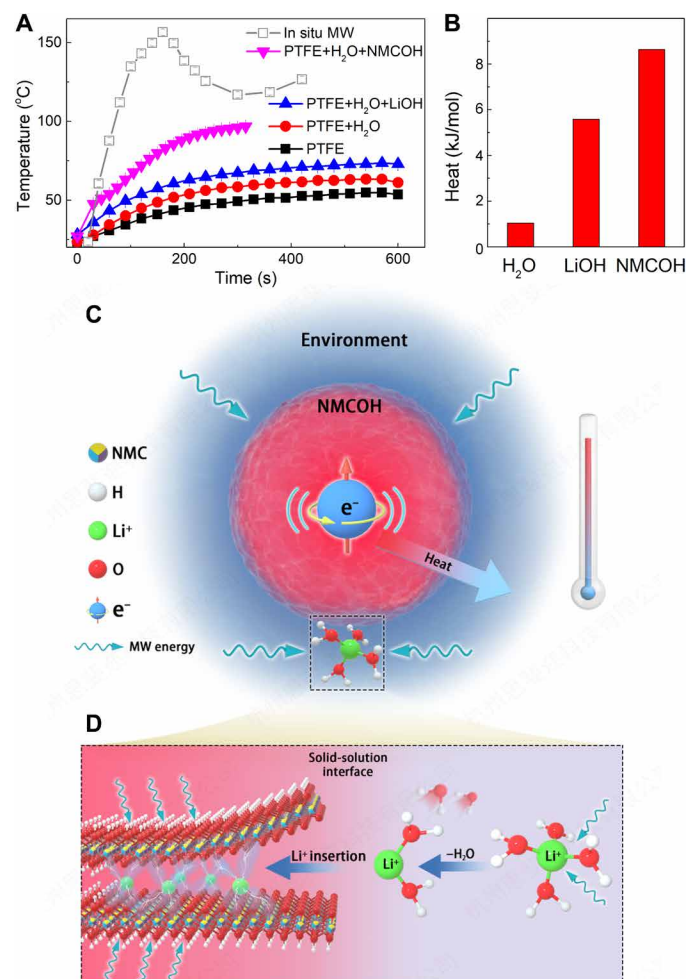 A
150
100
50
Temperature (°C)
0
200
400
600
Time (s)
In situ MW
PTFE+H₂O+NMCOH
PTFE+H₂O+LiOH
PTFE+H₂O
PTFE
B
8
6
4
2
0
Heat (kJ/mol)
H₂O
LiOH
NMCOH
C
Environment
NMCOH
e⁻
Heat
NMC
H
Li⁺
O
e⁻
MW energy
D
Solid-solution
interface
Li⁺ insertion
Li⁺
–H₂O
Li⁺